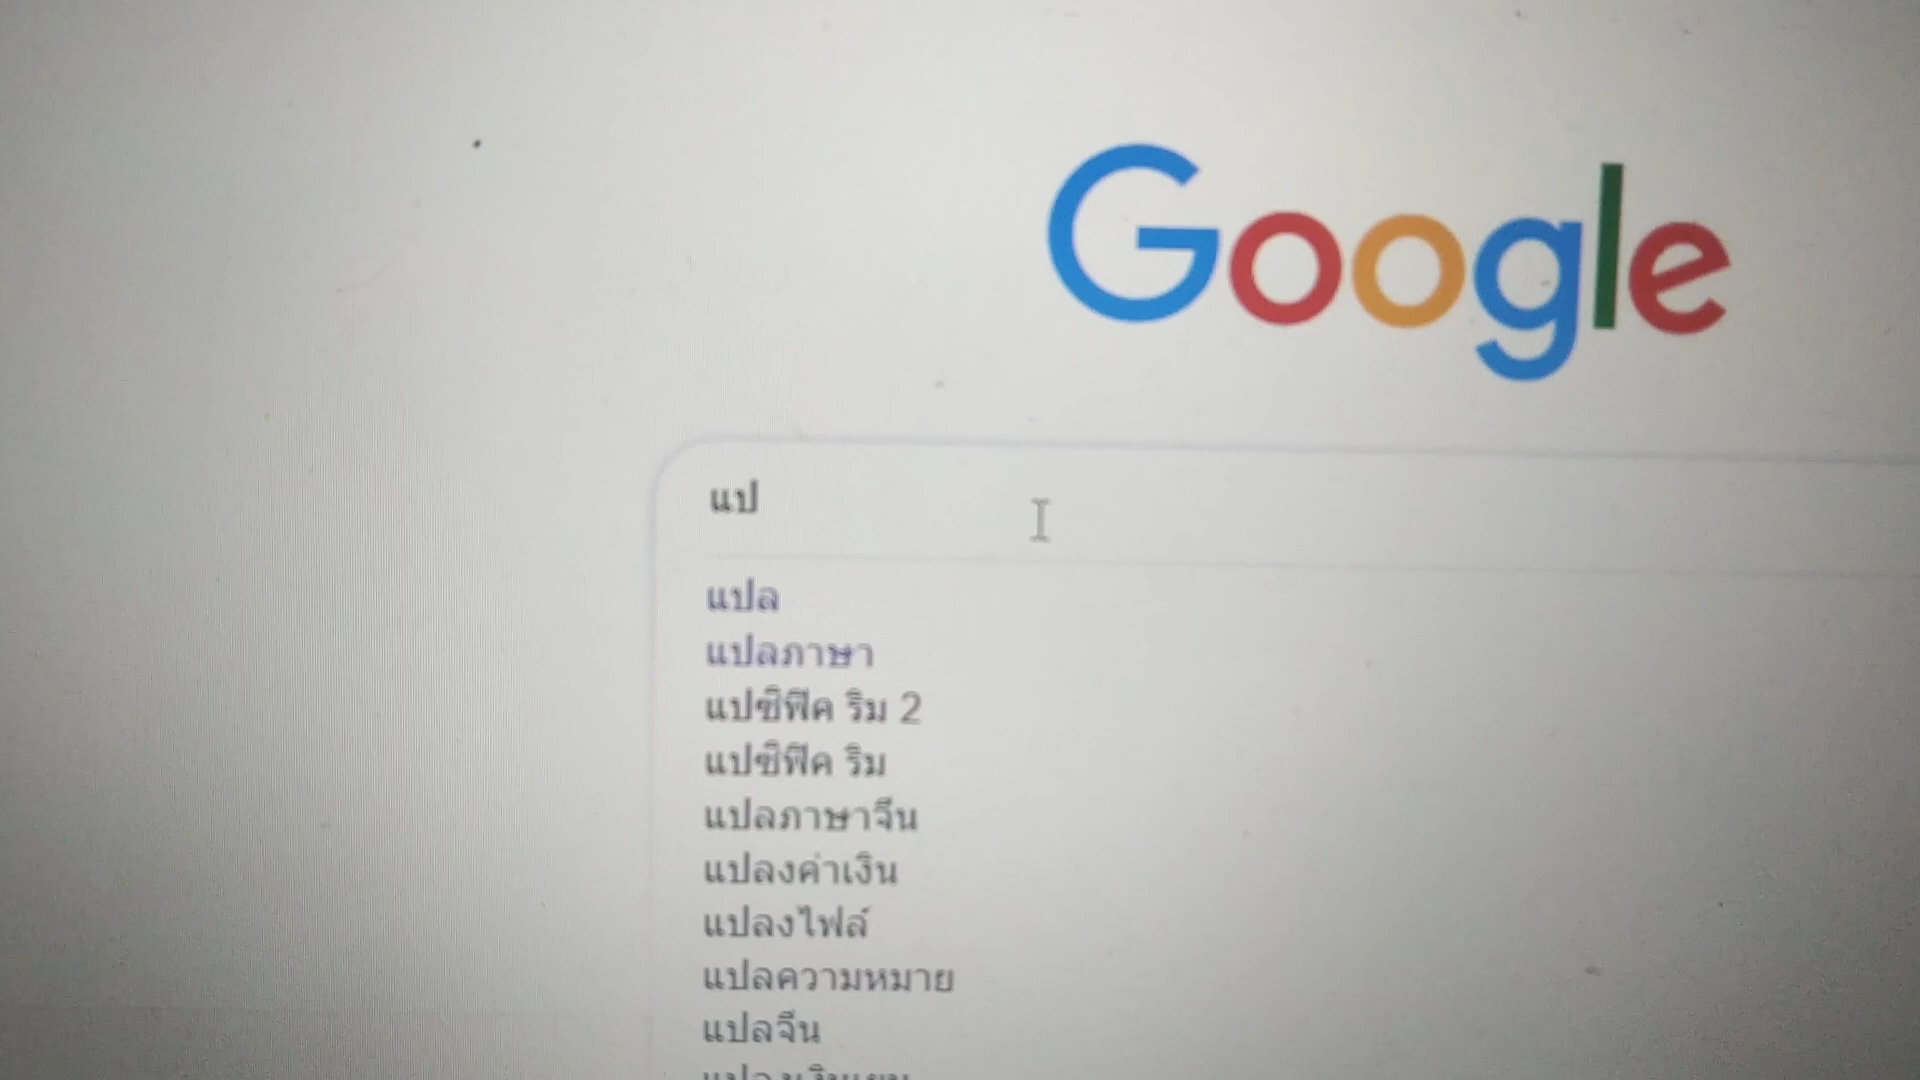 Google
แป
แปล
แปลภาษา
แปซิฟิค ริม 2
แปซิฟิค ริม
แปลภาษาจีน
แปลงค่าเงิน
แปลงไฟล์
แปลความหมาย
แปลจีน